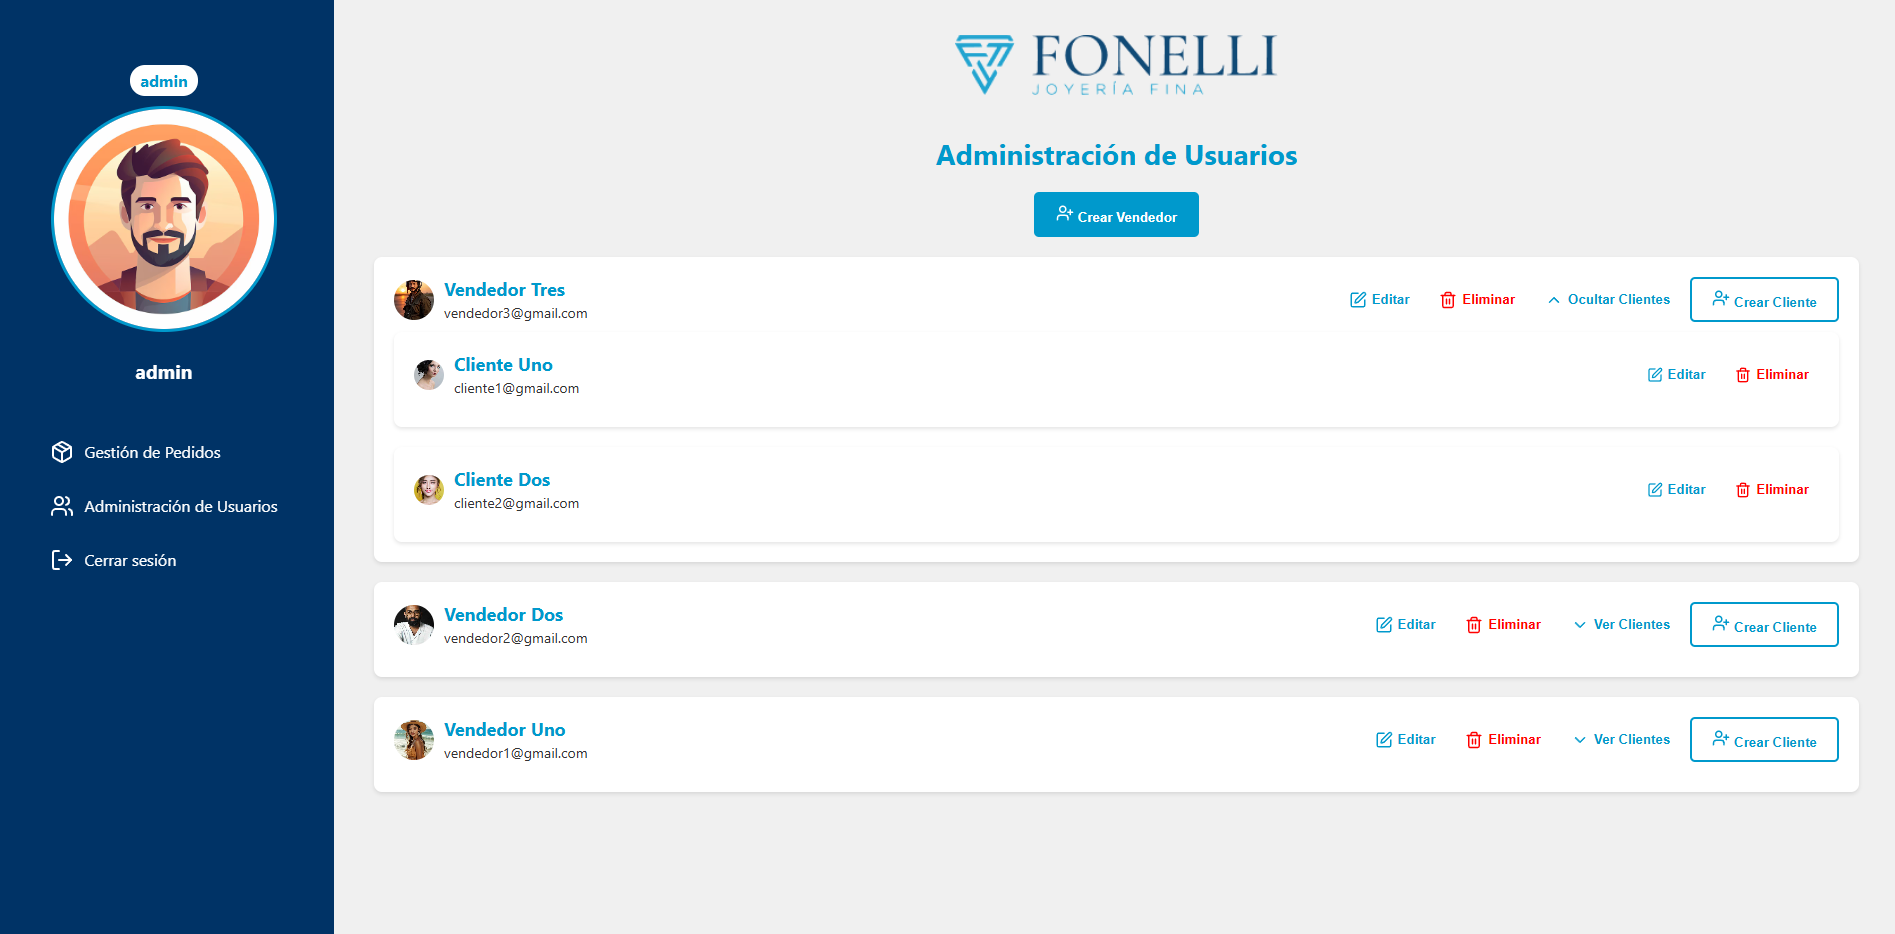 admin
admin
Gestión de Pedidos
Administración de Usuarios
Cerrar sesión
FONELLI
JOYERÍA FINA
Administración de Usuarios
Crear Vendedor
Vendedor Tres
vendedor3@gmail.com
Editar Eliminar Ocultar Clientes Crear Cliente
Cliente Uno
cliente1@gmail.com
Editar Eliminar
Cliente Dos
cliente2@gmail.com
Editar Eliminar
Vendedor Dos
vendedor2@gmail.com
Editar Eliminar Ver Clientes Crear Cliente
Vendedor Uno
vendedor1@gmail.com
Editar Eliminar Ver Clientes Crear Cliente